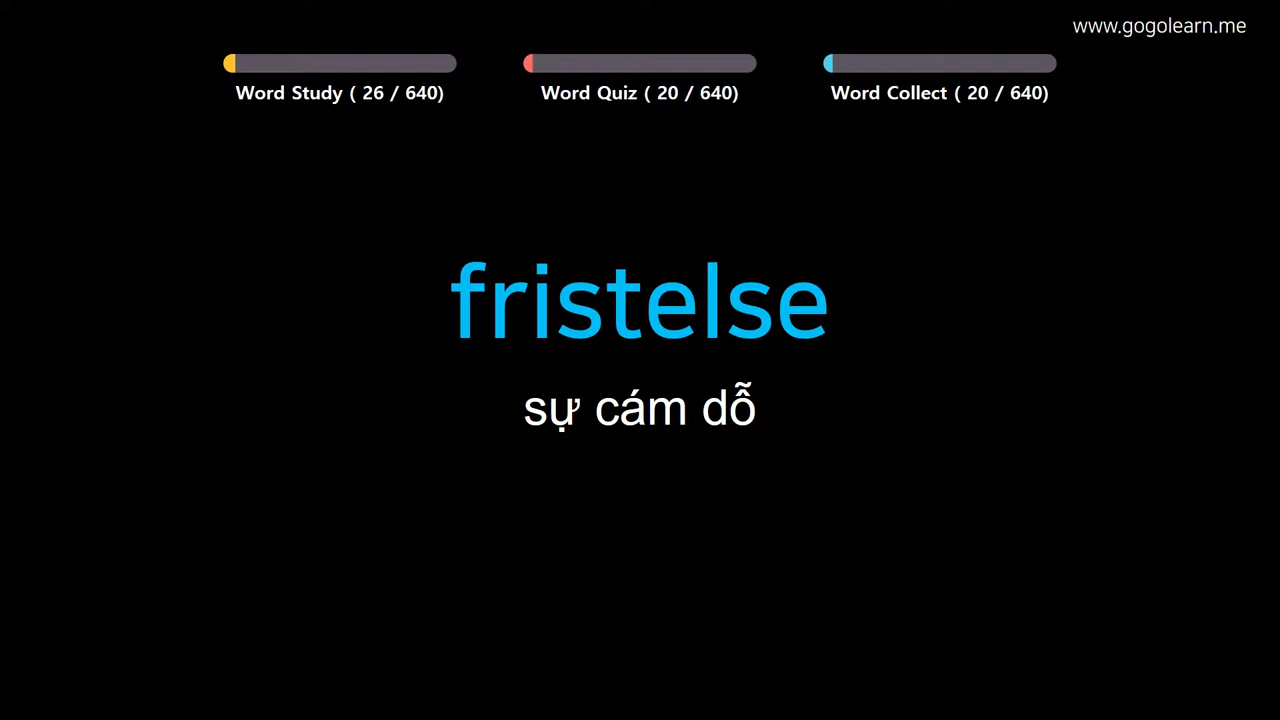 www.gogolearn.me
Word Study ( 26 / 640)
Word Quiz ( 20 / 640)
Word Collect ( 20 / 640)
fristelse
sự cám dỗ